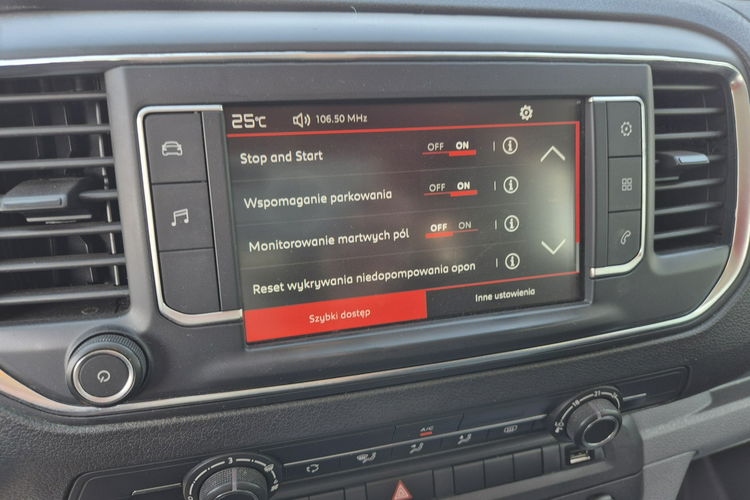 25°C 106.50 MHz
Stop and Start OFF ON
Wspomaganie parkowania OFF ON
Monitorowanie martwych pól OFF ON
Reset wykrywania niedopompowania opon
Szybki dostęp Inne ustawienia
A/C